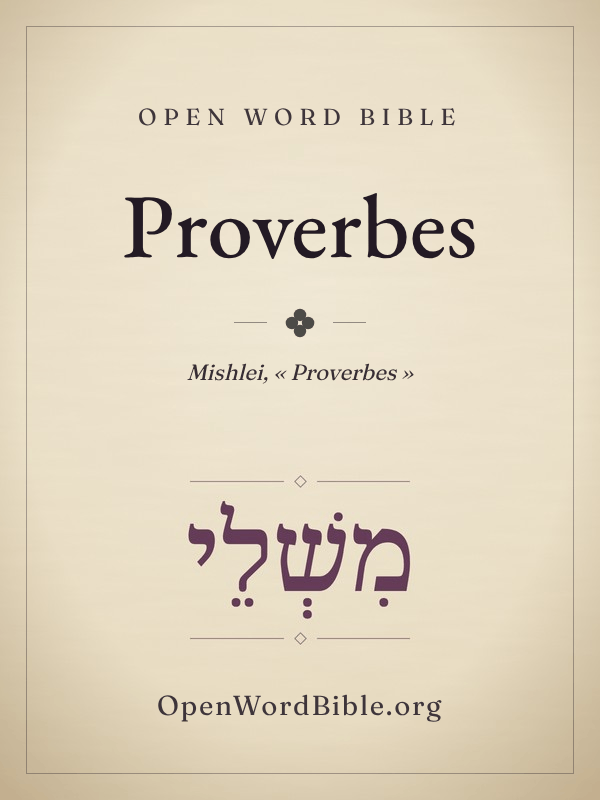 OPEN WORD BIBLE
Proverbes
Mishlei, « Proverbes »
מִשְׁלֵי
OpenWordBible.org